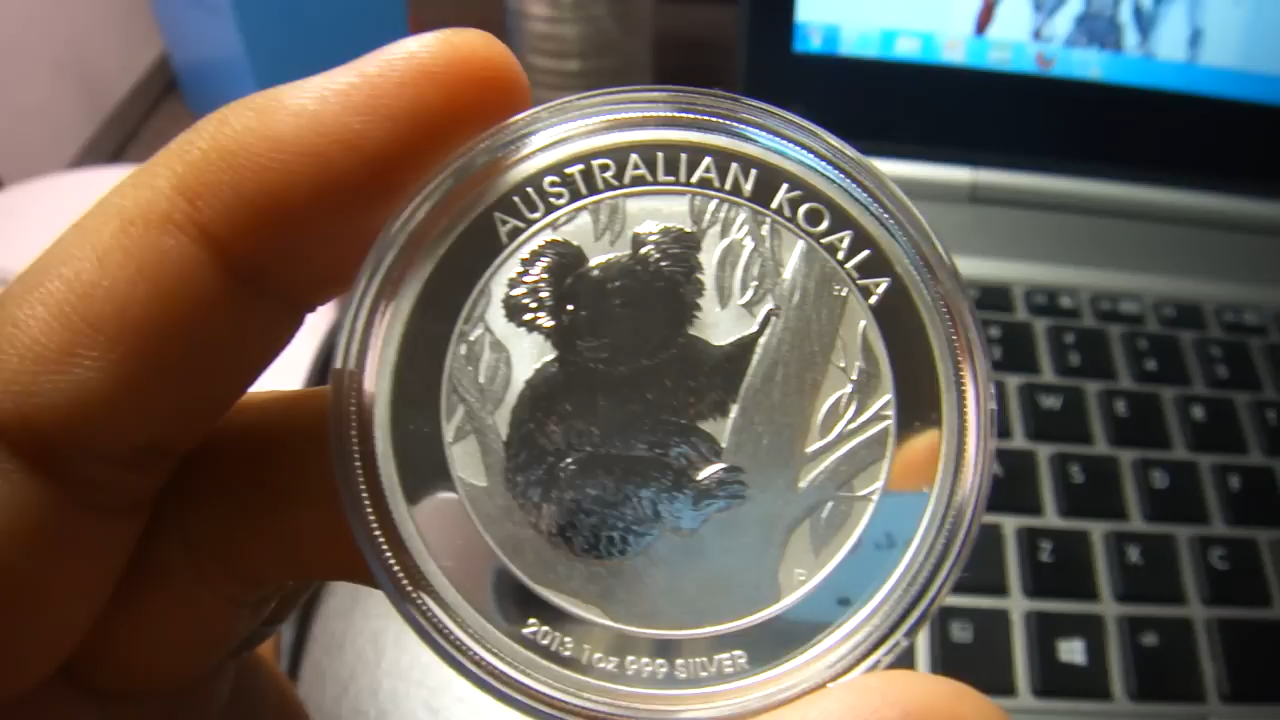 AUSTRALIAN KOALA
P
2013 1oz 999 SILVER
W E R
A S D F
Z X C